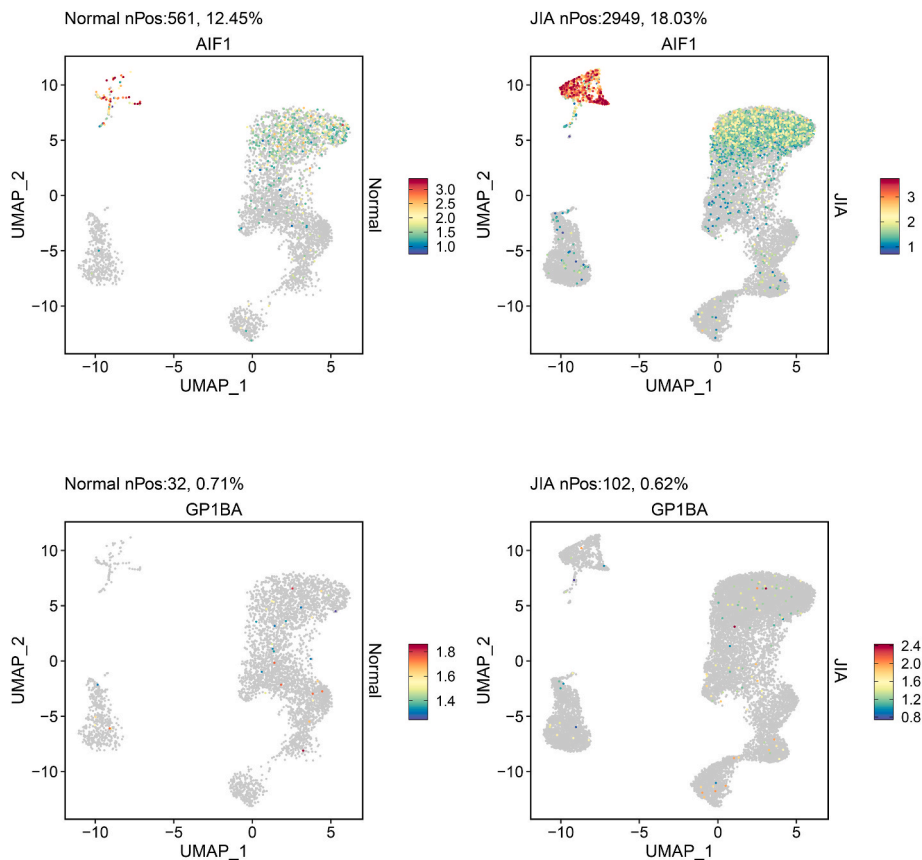 Normal nPos:561, 12.45%
AIF1
UMAP_2
10
5
0
−5
−10
−10
−5
0
5
UMAP_1
Normal
3.0
2.5
2.0
1.5
1.0
JIA nPos:2949, 18.03%
AIF1
UMAP_2
10
5
0
−5
−10
−10
−5
0
5
UMAP_1
JIA
3
2
1
Normal nPos:32, 0.71%
GP1BA
UMAP_2
10
5
0
−5
−10
−10
−5
0
5
UMAP_1
Normal
1.8
1.6
1.4
JIA nPos:102, 0.62%
GP1BA
UMAP_2
10
5
0
−5
−10
−10
−5
0
5
UMAP_1
JIA
2.4
2.0
1.6
1.2
0.8